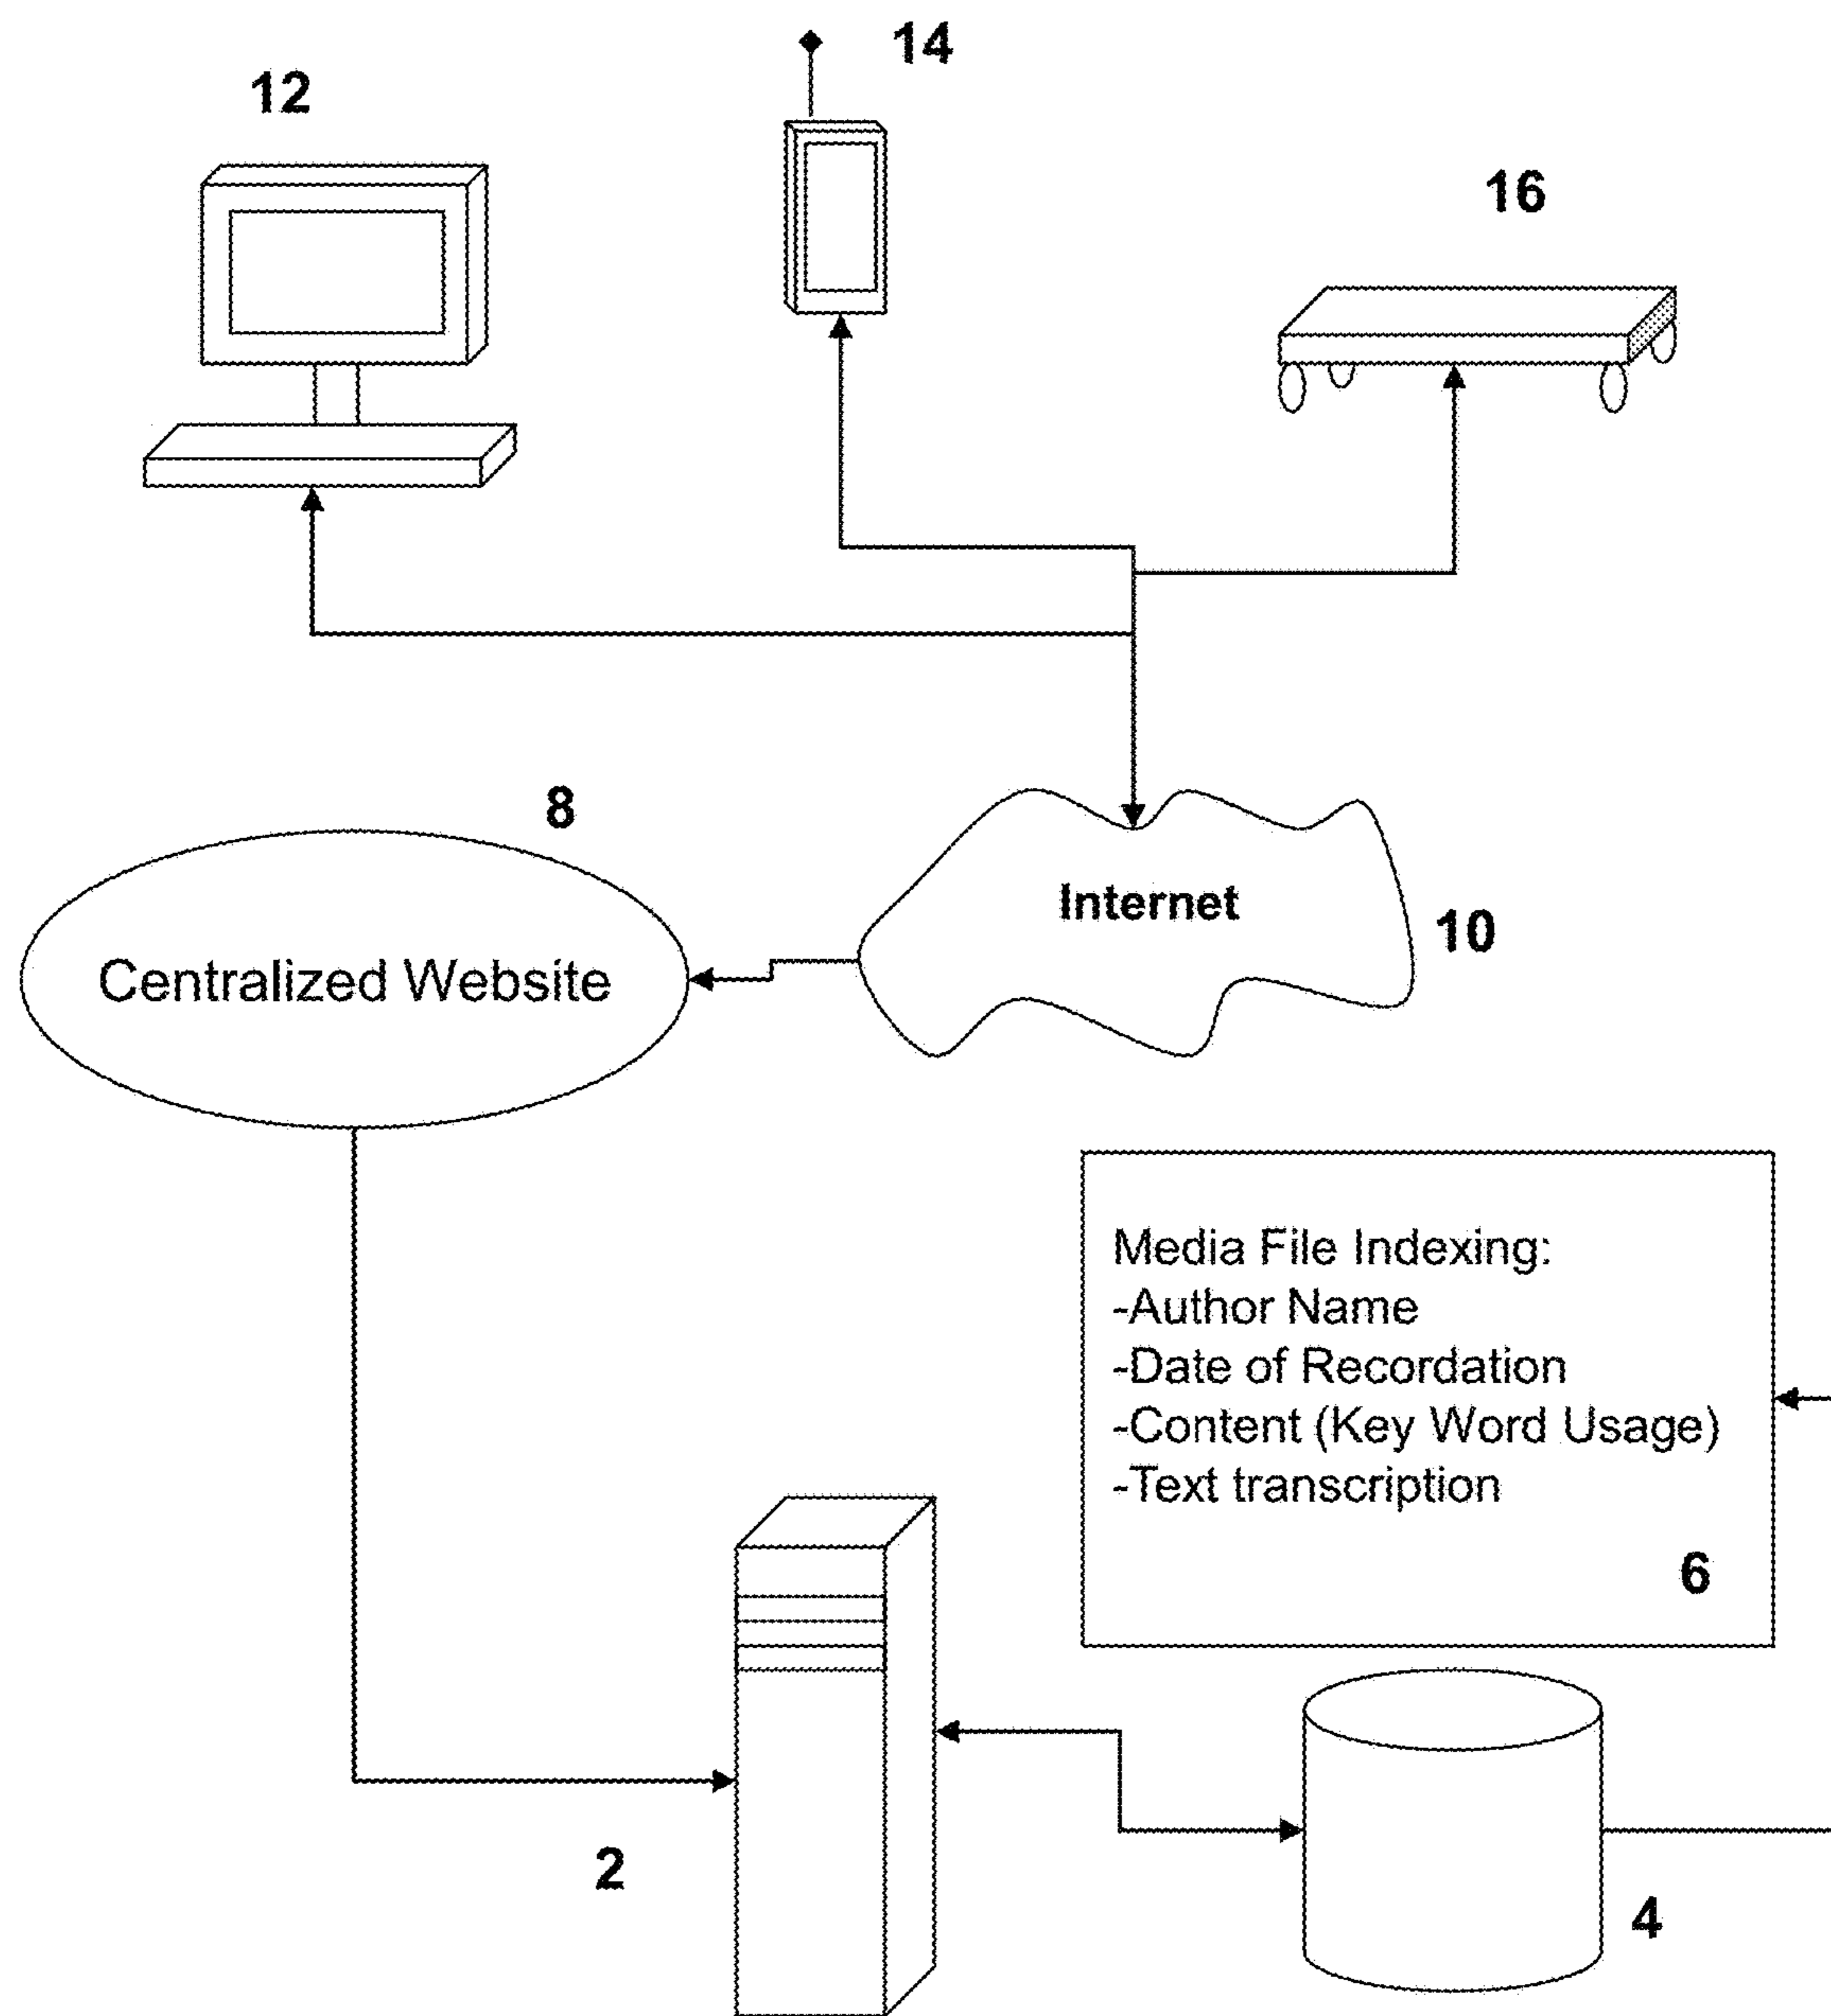 14
12
16
8
Internet
10
Centralized Website
Media File Indexing:
-Author Name
-Date of Recordation
-Content (Key Word Usage)
-Text transcription
6
2
4